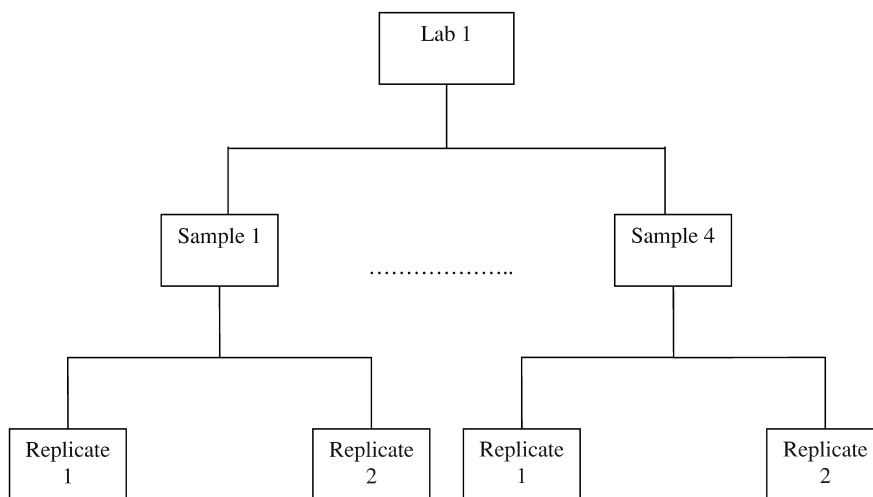 Lab 1
Sample 1
Sample 4
………………..
Replicate
1
Replicate
2
Replicate
1
Replicate
2